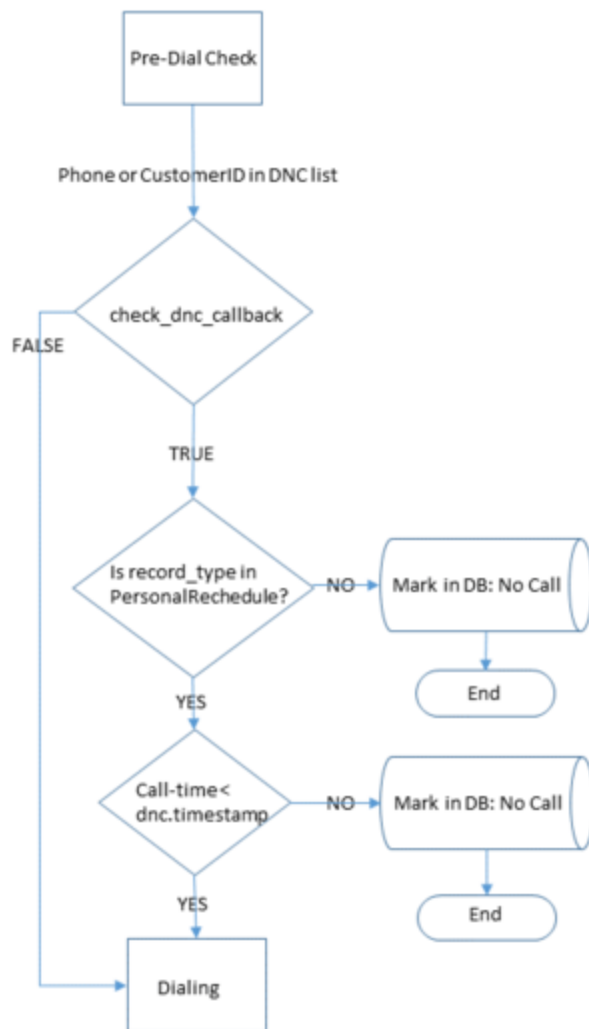 Pre-Dial Check
Phone or CustomerID in DNC list
check_dnc_callback
FALSE
TRUE
Is record_type in
PersonalRechedule?
NO
Mark in DB: No Call
End
YES
Call-time<
dnc.timestamp
NO
Mark in DB: No Call
End
YES
Dialing